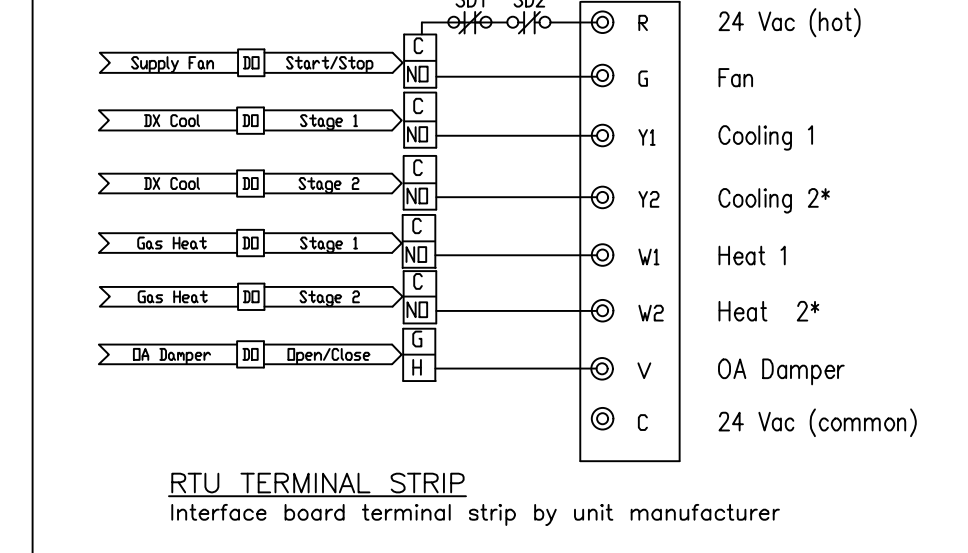 SD1 SD2
R 24 Vac (hot)
C
Supply Fan DO Start/Stop
NO G Fan
C
DX Cool DO Stage 1
NO Y1 Cooling 1
C
DX Cool DO Stage 2
NO Y2 Cooling 2*
C
Gas Heat DO Stage 1
NO W1 Heat 1
C
Gas Heat DO Stage 2
NO W2 Heat 2*
G
OA Damper DO Open/Close
H V OA Damper
C 24 Vac (common)
RTU TERMINAL STRIP
Interface board terminal strip by unit manufacturer